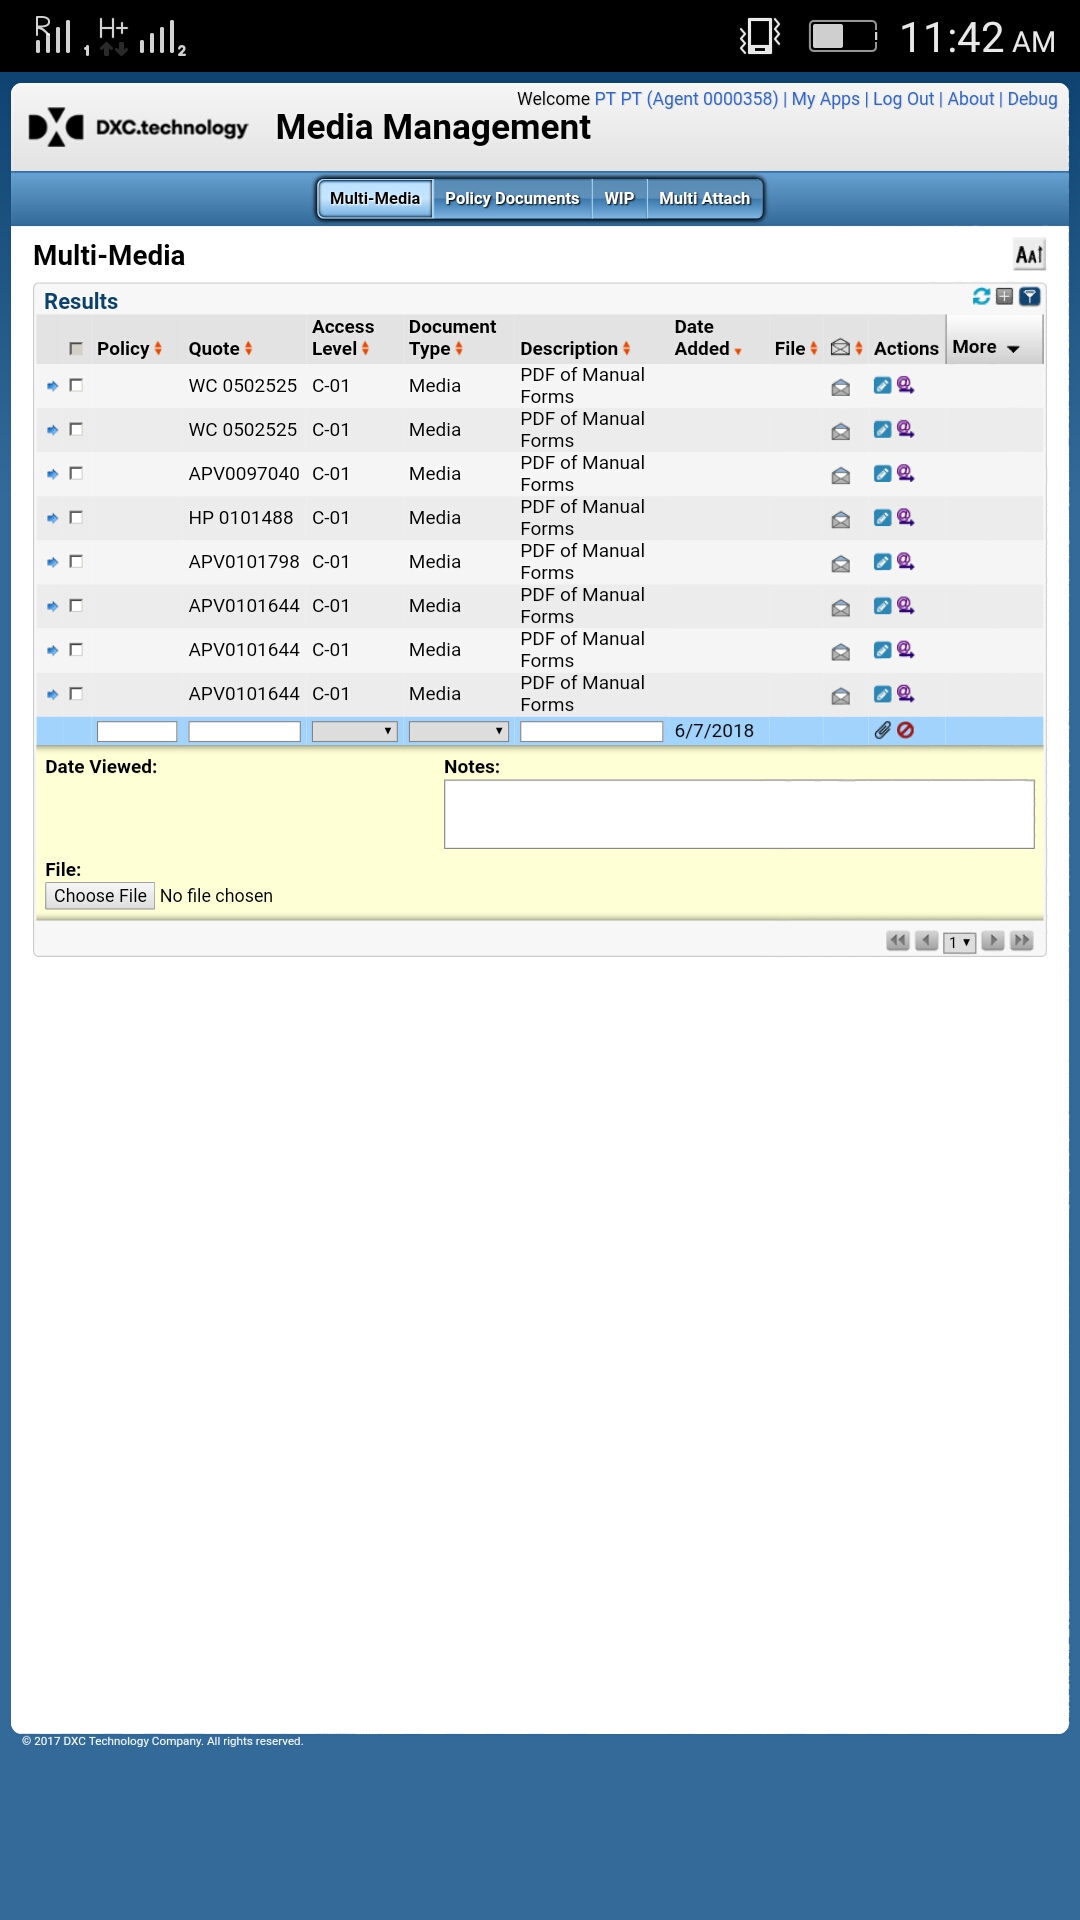 R 1 H+ 2 11:42 AM
Welcome PT PT (Agent 0000358) | My Apps | Log Out | About | Debug
DXC.technology Media Management
Multi-Media Policy Documents WIP Multi Attach
Multi-Media
Results
Policy Quote Access Level Document Type Description Date Added File Actions More
WC 0502525 C-01 Media PDF of Manual Forms
WC 0502525 C-01 Media PDF of Manual Forms
APV0097040 C-01 Media PDF of Manual Forms
HP 0101488 C-01 Media PDF of Manual Forms
APV0101798 C-01 Media PDF of Manual Forms
APV0101644 C-01 Media PDF of Manual Forms
APV0101644 C-01 Media PDF of Manual Forms
APV0101644 C-01 Media PDF of Manual Forms
6/7/2018
Date Viewed: Notes:
File:
Choose File No file chosen
1
© 2017 DXC Technology Company. All rights reserved.